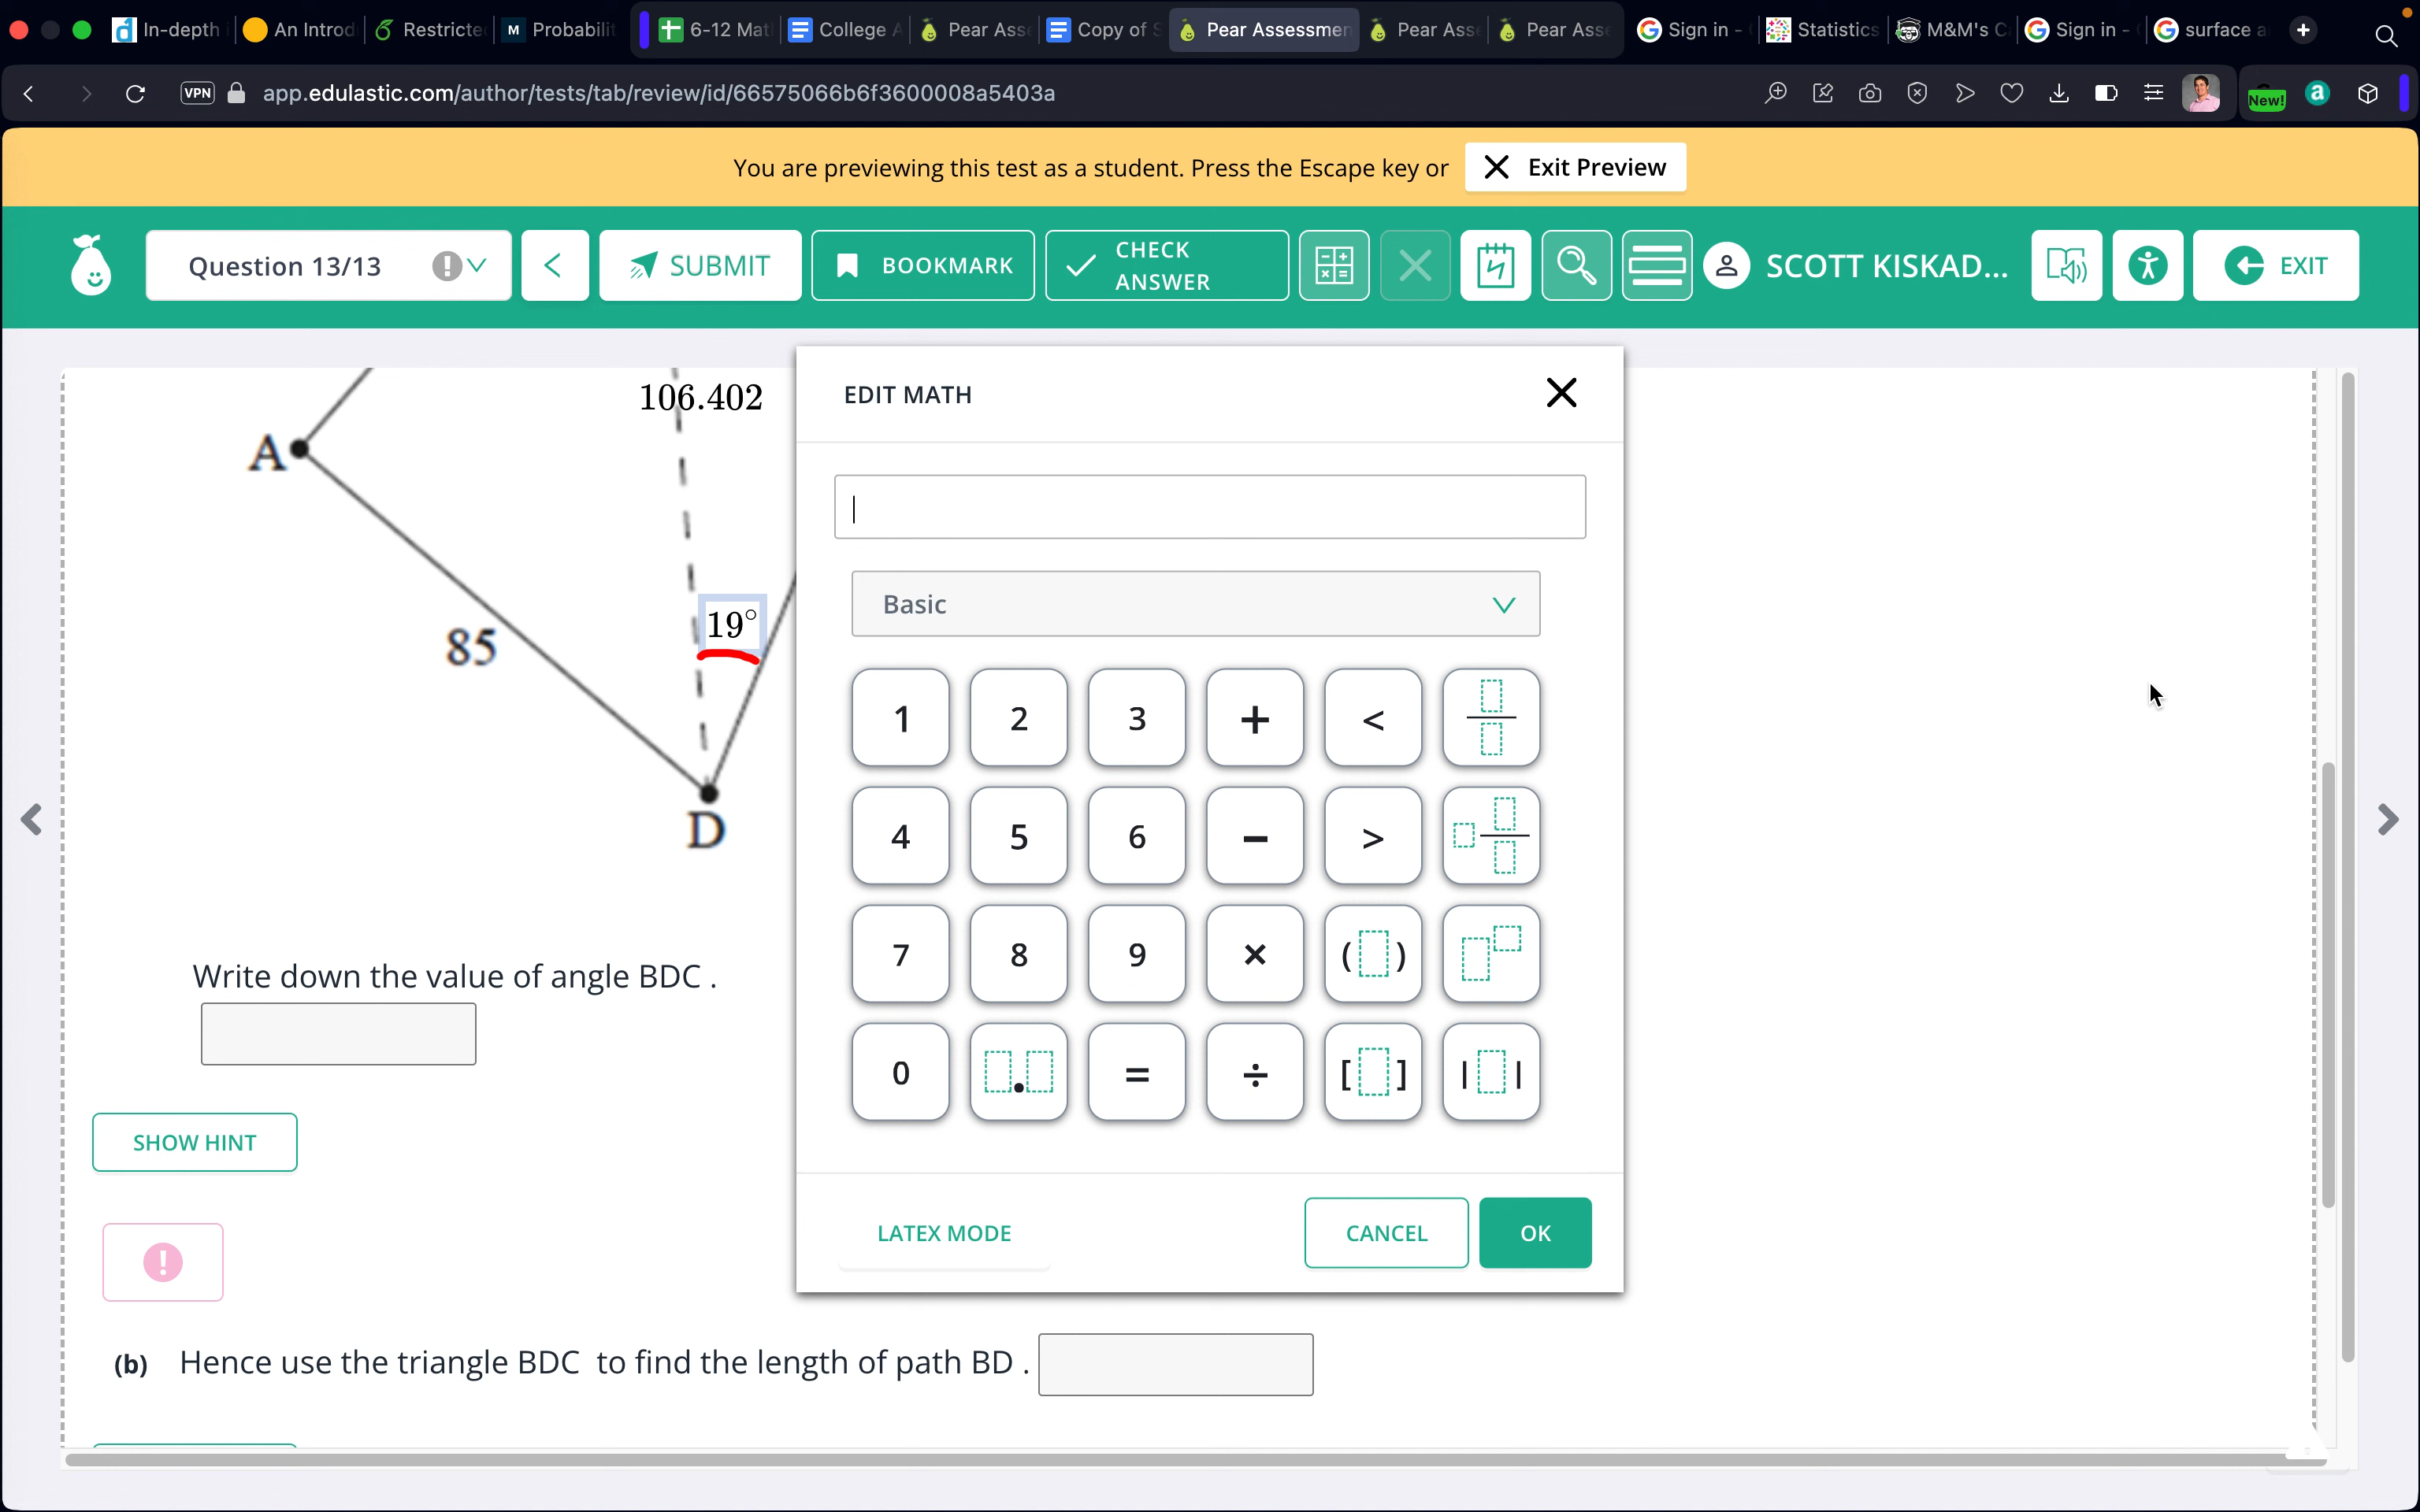 In-depth
An Introd
Restricte
M
Probabilit
6-12 Mat
College A
Pear Ass
Copy of S
Pear Assessmen
Pear Ass
Pear Ass
Sign in -
Statistics
M&M's C
Sign in -
surface a
VPN
app.edulastic.com/author/tests/tab/review/id/66575066b6f3600008a5403a
New!
a
You are previewing this test as a student. Press the Escape key or
Exit Preview
Question 13/13
SUBMIT
BOOKMARK
CHECK
ANSWER
SCOTT KISKAD...
EXIT
106.402
A
19°
85
D
Write down the value of angle BDC .
SHOW HINT
(b) Hence use the triangle BDC to find the length of path BD .
EDIT MATH
Basic
1 2 3 + <
4 5 6 − >
7 8 9 × ( )
0 . = ÷ [ ] | |
LATEX MODE
CANCEL
OK